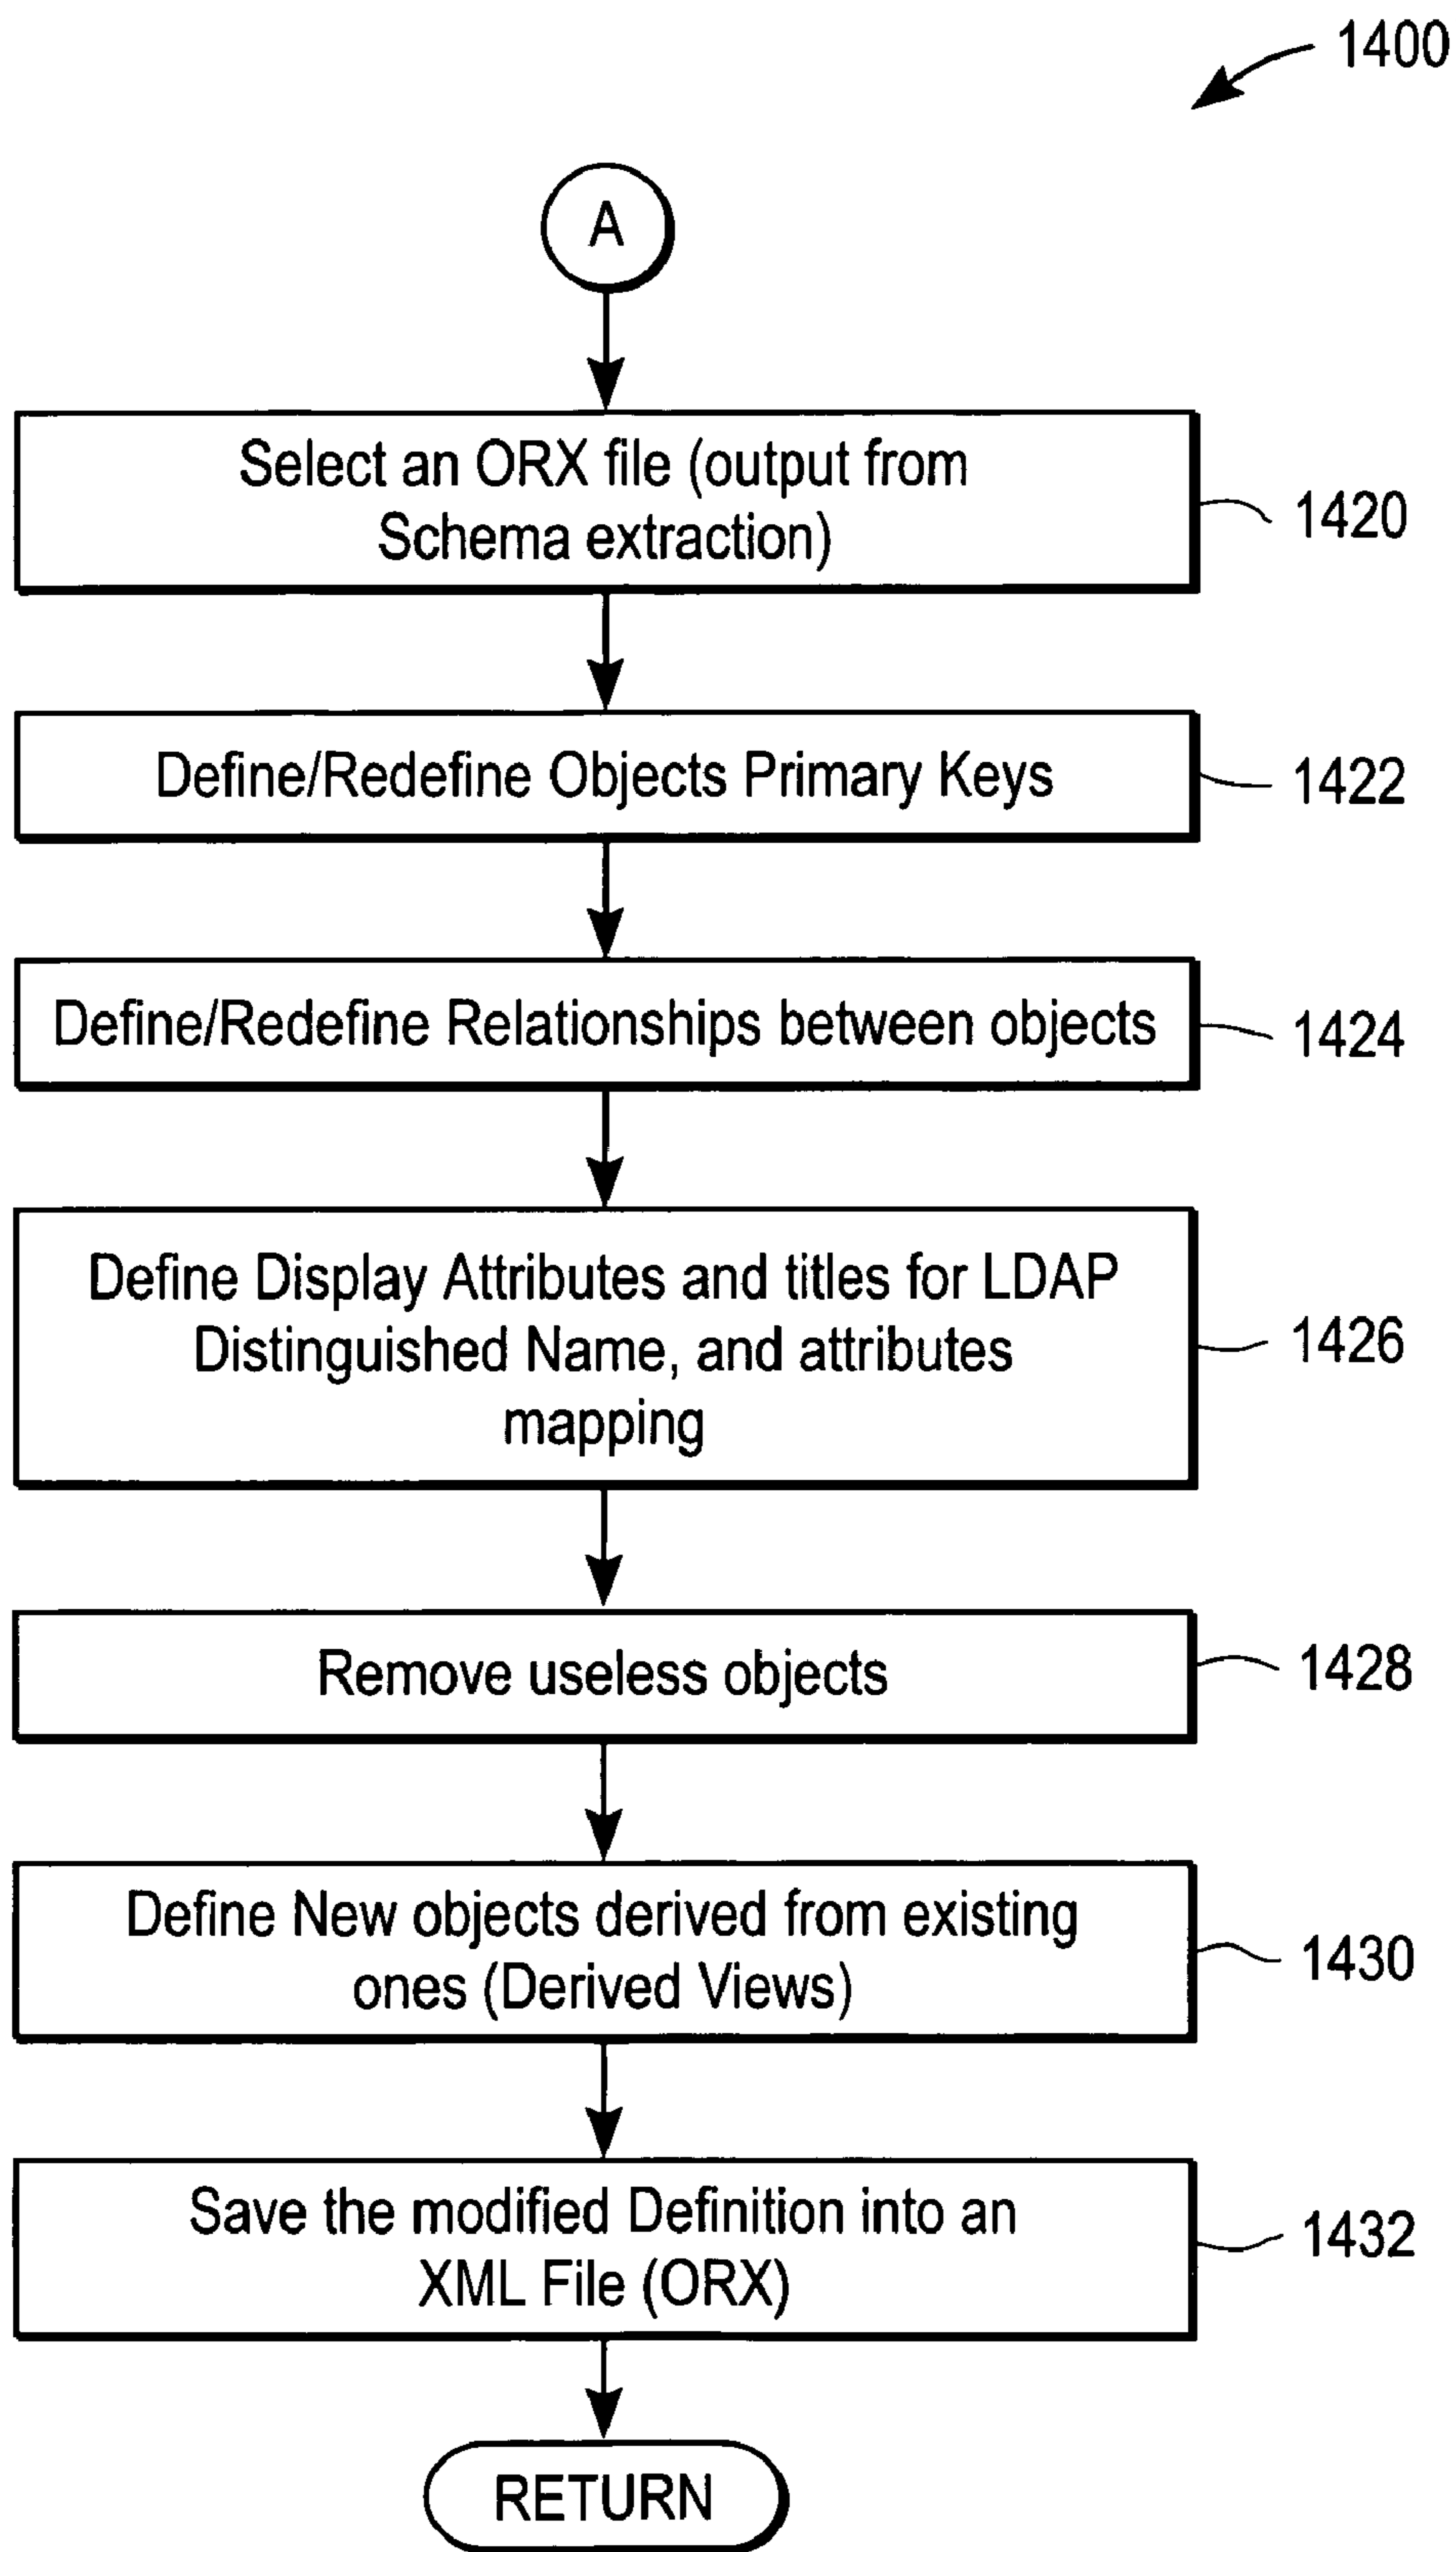 1400
A
Select an ORX file (output from
Schema extraction)
1420
Define/Redefine Objects Primary Keys
1422
Define/Redefine Relationships between objects
1424
Define Display Attributes and titles for LDAP
Distinguished Name, and attributes
mapping
1426
Remove useless objects
1428
Define New objects derived from existing
ones (Derived Views)
1430
Save the modified Definition into an
XML File (ORX)
1432
RETURN